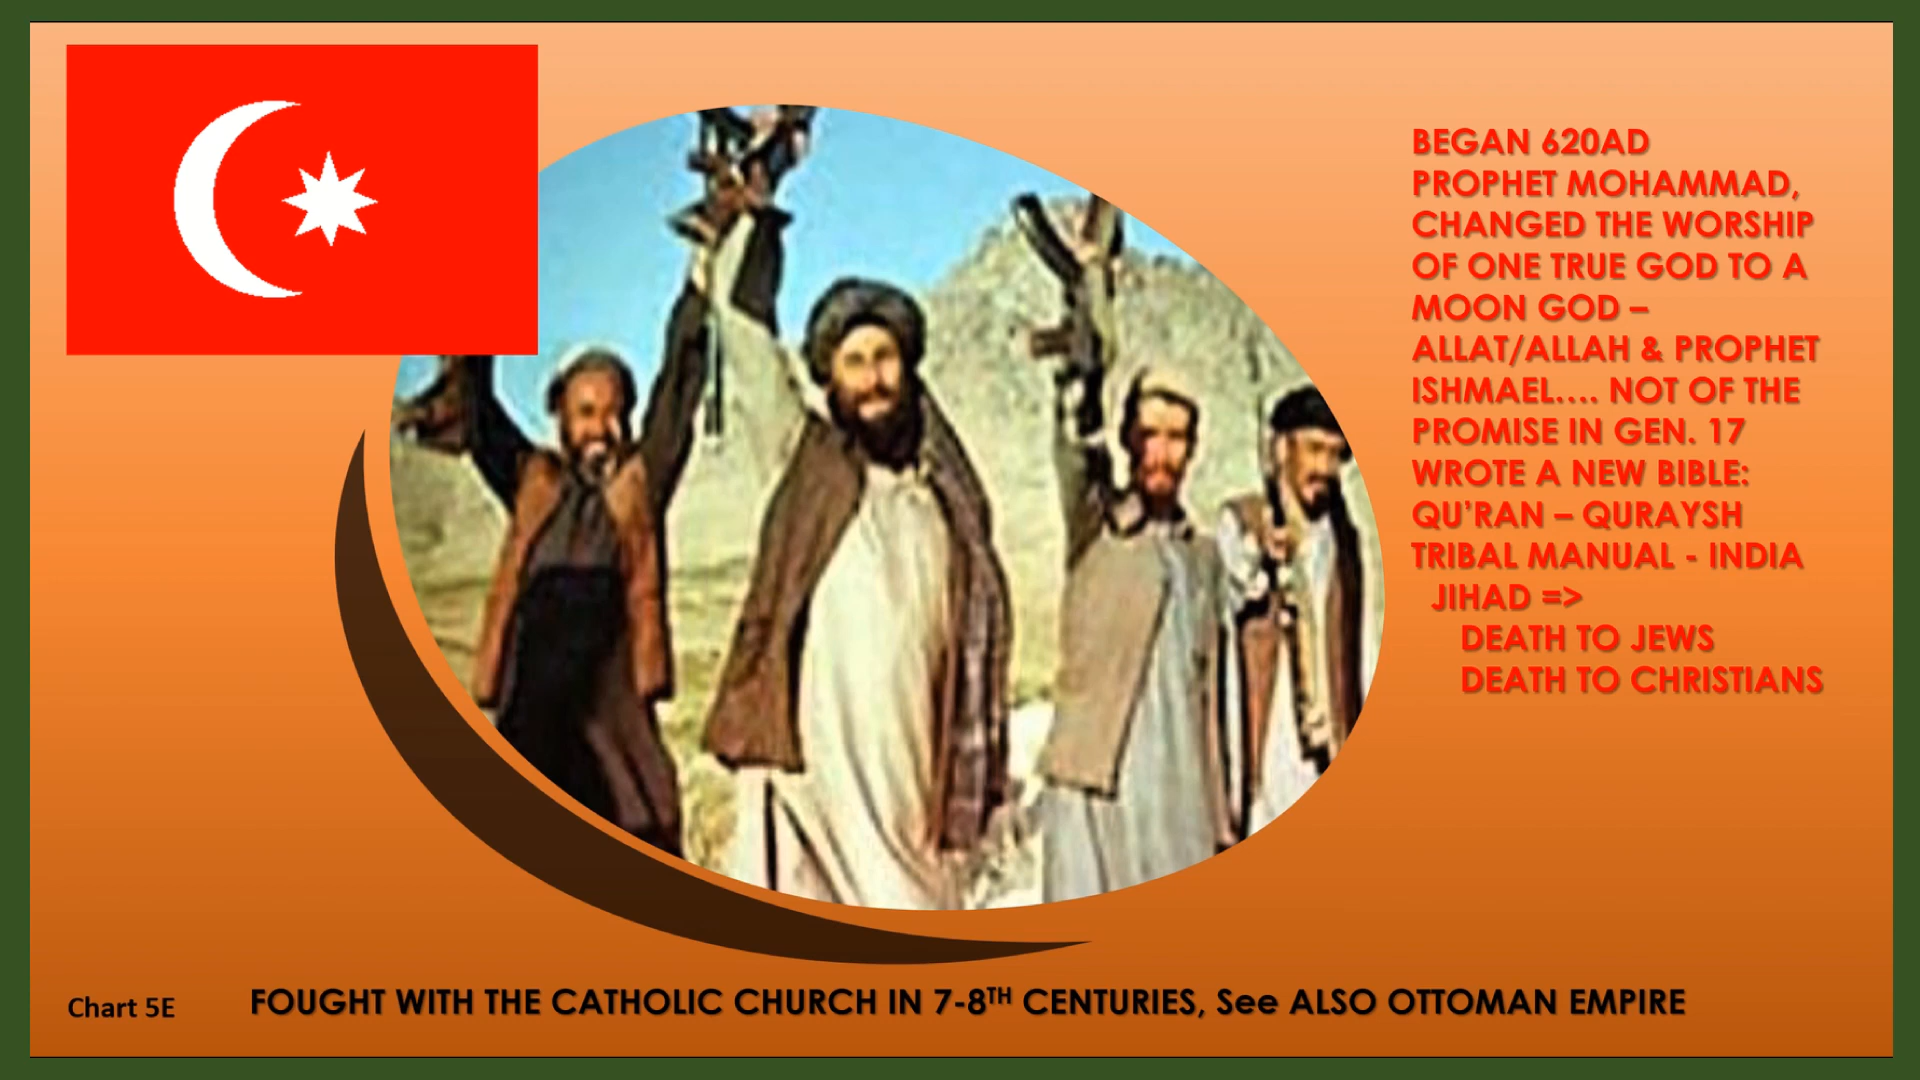 BEGAN 620AD
PROPHET MOHAMMAD,
CHANGED THE WORSHIP
OF ONE TRUE GOD TO A
MOON GOD –
ALLAT/ALLAH & PROPHET
ISHMAEL…. NOT OF THE
PROMISE IN GEN. 17
WROTE A NEW BIBLE:
QU’RAN – QURAYSH
TRIBAL MANUAL - INDIA
JIHAD =>
DEATH TO JEWS
DEATH TO CHRISTIANS
Chart 5E
FOUGHT WITH THE CATHOLIC CHURCH IN 7-8TH CENTURIES, See ALSO OTTOMAN EMPIRE